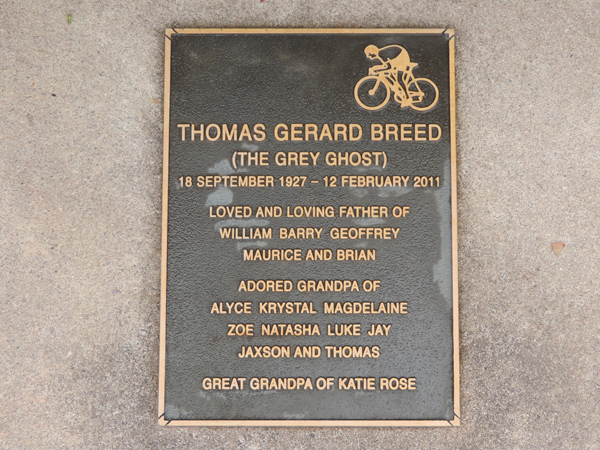 THOMAS GERARD BREED
(THE GREY GHOST)
18 SEPTEMBER 1927 – 12 FEBRUARY 2011
LOVED AND LOVING FATHER OF
WILLIAM BARRY GEOFFREY
MAURICE AND BRIAN
ADORED GRANDPA OF
ALYCE KRYSTAL MAGDELAINE
ZOE NATASHA LUKE JAY
JAXSON AND THOMAS
GREAT GRANDPA OF KATIE ROSE